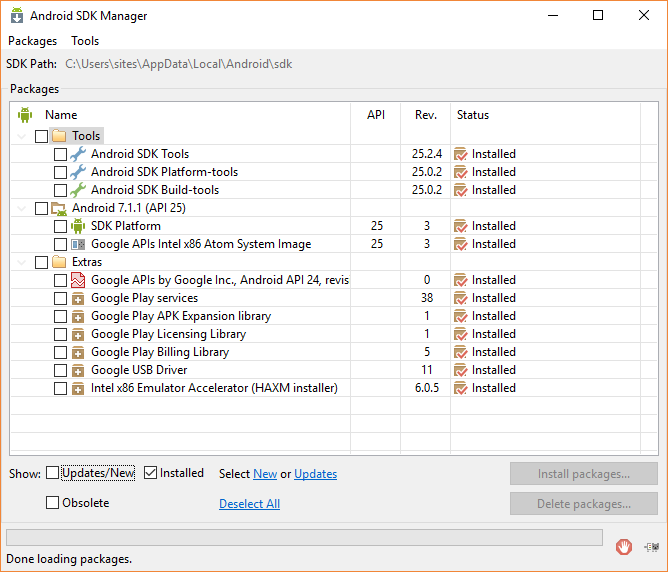 Android SDK Manager
Packages Tools
SDK Path: C:\Users\sites\AppData\Local\Android\sdk
Packages
Name API Rev. Status
Tools
Android SDK Tools 25.2.4 Installed
Android SDK Platform-tools 25.0.2 Installed
Android SDK Build-tools 25.0.2 Installed
Android 7.1.1 (API 25)
SDK Platform 25 3 Installed
Google APIs Intel x86 Atom System Image 25 3 Installed
Extras
Google APIs by Google Inc., Android API 24, revis 0 Installed
Google Play services 38 Installed
Google Play APK Expansion library 1 Installed
Google Play Licensing Library 1 Installed
Google Play Billing Library 5 Installed
Google USB Driver 11 Installed
Intel x86 Emulator Accelerator (HAXM installer) 6.0.5 Installed
Show: Updates/New Installed Select New or Updates Install packages...
Obsolete Deselect All Delete packages...
Done loading packages.